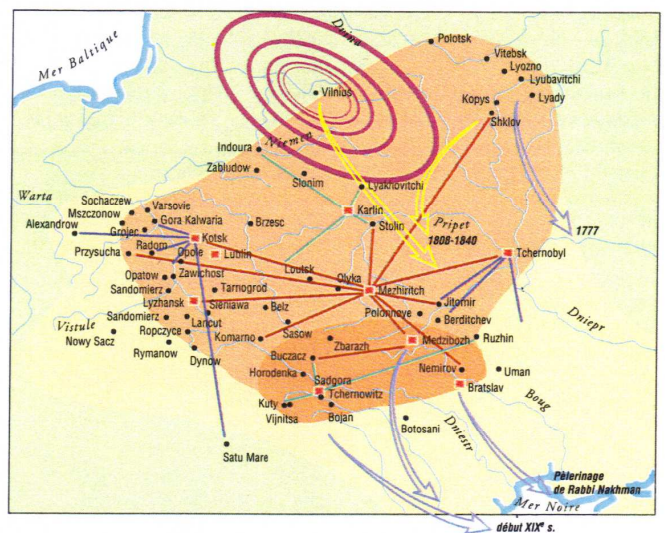 Mer Baltique
Duina
Polotsk
Vitebsk
Lyozno
Lyubavitchi
Lyady
Kopys
Shklov
Vilnios
Niemen
Indoura
Zabludow
Slonim
Lyakhovitchi
Karlin
Stolin
Pripet
1808-1840
1777
Warta
Sochaczew
Mszczonow
Varsovie
Alexandrow
Gora Kalwaria
Grojec
Brzesc
Kotsk
Przysucha
Radom
Lublin
Opole
Tchernobyl
Opatow
Zawichost
Loutsk
Olyka
Mezhiritch
Sandomierz
Tarnogrod
Lyzhansk
Sieniawa
Belz
Jitomir
Polonnoye
Berditchev
Dniepr
Vistule
Sandomierz
Lancut
Nowy Sacz
Ropczyce
Komarno
Sasow
Zbarazh
Medzibozh
Ruzhin
Rymanow
Dynow
Buczacz
Horodenka
Sadgora
Nemirov
Uman
Bratslav
Tchernowitz
Kuty
Vijnitsa
Bojan
Boug
Botosani
Dniestr
Satu Mare
Pèlerinage
de Rabbi Nakhman
Mer Noire
début XIXe s.